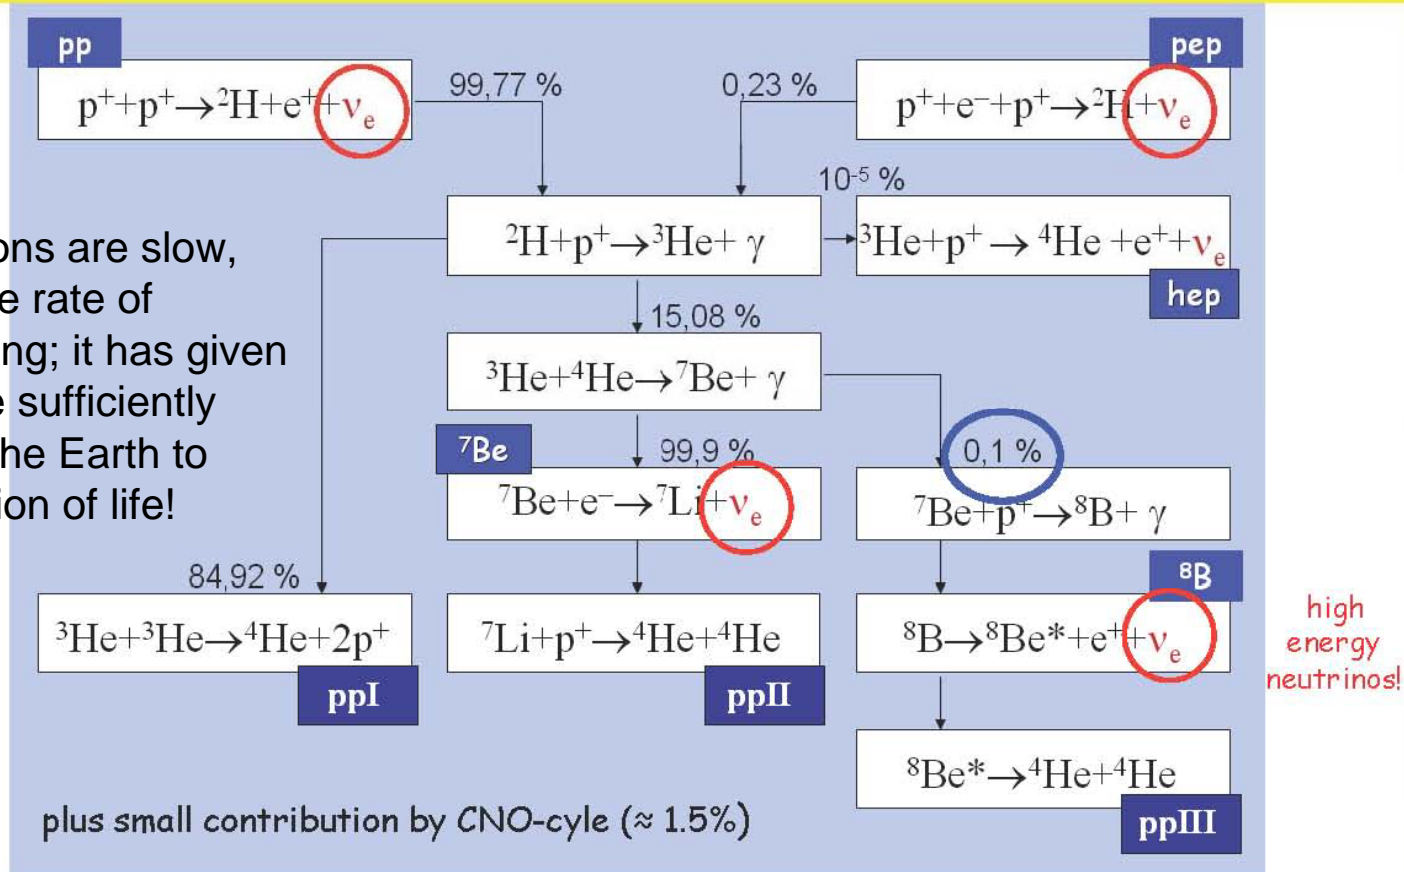 pp
p⁺+p⁺→²H+e⁺+νₑ
99,77 %
0,23 %
pep
p⁺+e⁻+p⁺→²H+νₑ
10⁻⁵ %
²H+p⁺→³He+ γ
³He+p⁺ → ⁴He +e⁺+νₑ
hep
ons are slow,
e rate of
ng; it has given
e sufficiently
the Earth to
ion of life!
15,08 %
³He+⁴He→⁷Be+ γ
⁷Be
99,9 %
0,1 %
⁷Be+e⁻→⁷Li+νₑ
⁷Be+p⁺→⁸B+ γ
84,92 %
⁸B
³He+³He→⁴He+2p⁺
ppI
⁷Li+p⁺→⁴He+⁴He
ppII
⁸B→⁸Be*+e⁺+νₑ
high
energy
neutrinos!
⁸Be*→⁴He+⁴He
ppIII
plus small contribution by CNO-cyle (≈ 1.5%)